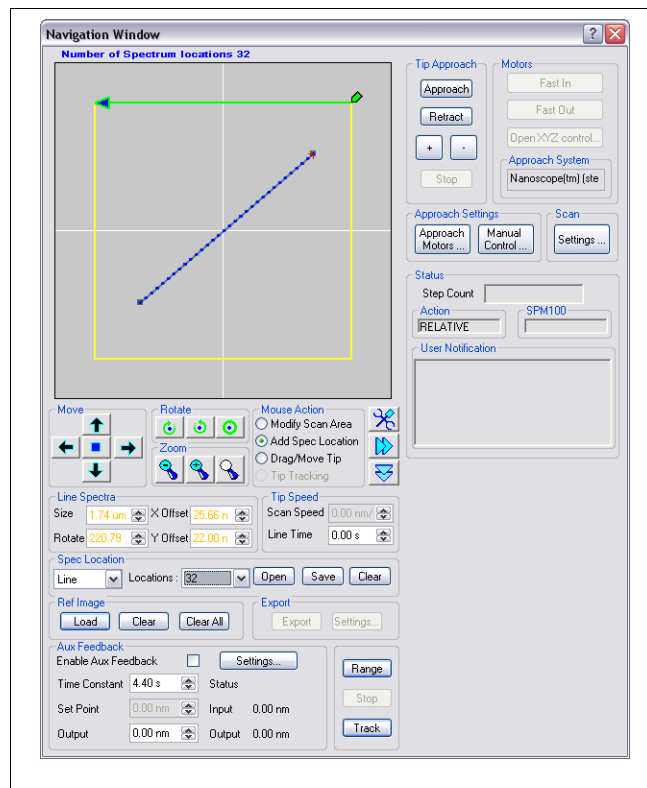 Navigation Window
Number of Spectrum locations 32
Tip Approach
Approach
Retract
+ -
Stop
Motors
Fast In
Fast Out
Open XYZ control...
Approach System
Nanoscope(tm) (ste
Approach Settings
Approach Motors ...
Manual Control ...
Scan
Settings ...
Status
Step Count
Action
RELATIVE
SPM100
User Notification
Move
Rotate
Zoom
Mouse Action
Modify Scan Area
Add Spec Location
Drag/Move Tip
Tip Tracking
Line Spectra
Size 1.74 um X Offset 25.66 n
Rotate 220.79 Y Offset 22.00 n
Tip Speed
Scan Speed 0.00 nm/
Line Time 0.00 s
Spec Location
Line Locations : 32 Open Save Clear
Ref Image
Load Clear Clear All
Export
Export Settings...
Aux Feedback
Enable Aux Feedback Settings...
Time Constant 4.40 s Status
Set Point 0.00 nm Input 0.00 nm
Output 0.00 nm Output 0.00 nm
Range
Stop
Track